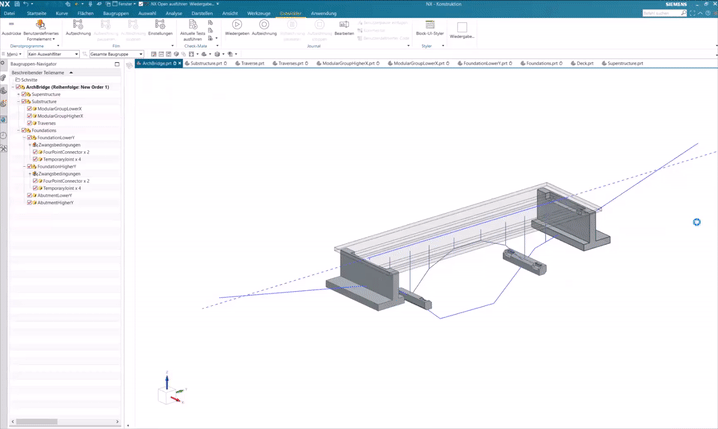 NX
Fenster
NX Open ausführen
Wiedergabe...
NX - Konstruktion
SIEMENS
Datei
Startseite
Kurve
Flächen
Baugruppen
Auswahl
Analyse
Darstellen
Ansicht
Werkzeuge
Entwickler
Anwendung
Ausdrücke
Benutzerdefiniertes
Formelement
Aufzeichnung
Einstellungen
Aktuelle Tests
ausführen
Wiedergeben
Aufzeichnung
Bearbeiten
Block UI-Styler
Wiedergabe...
Dienstprogramme
Film
Check-Mate
Journal
Styler
Menü
Kein Auswahlfilter
Gesamte Baugruppe
Baugruppen-Navigator
ArchBridge.prt
Substructure.prt
Traverse.prt
Traverses.prt
ModularGroupHigherX.prt
ModularGroupLowerX.prt
FoundationLowerY.prt
Foundations.prt
Deck.prt
Superstructure.prt
Beschreibender Teilename
Schnitte
ArchBridge (Reihenfolge: New Order 1)
Superstructure
Substructure
ModularGroupLowerX
ModularGroupHigherX
Traverses
Foundations
FoundationLowerY
Zwangsbedingungen
FourPointConnector x 2
TemporaryJoint x 4
FoundationHigherY
Zwangsbedingungen
FourPointConnector x 2
TemporaryJoint x 4
AbutmentLowerY
AbutmentHigherY